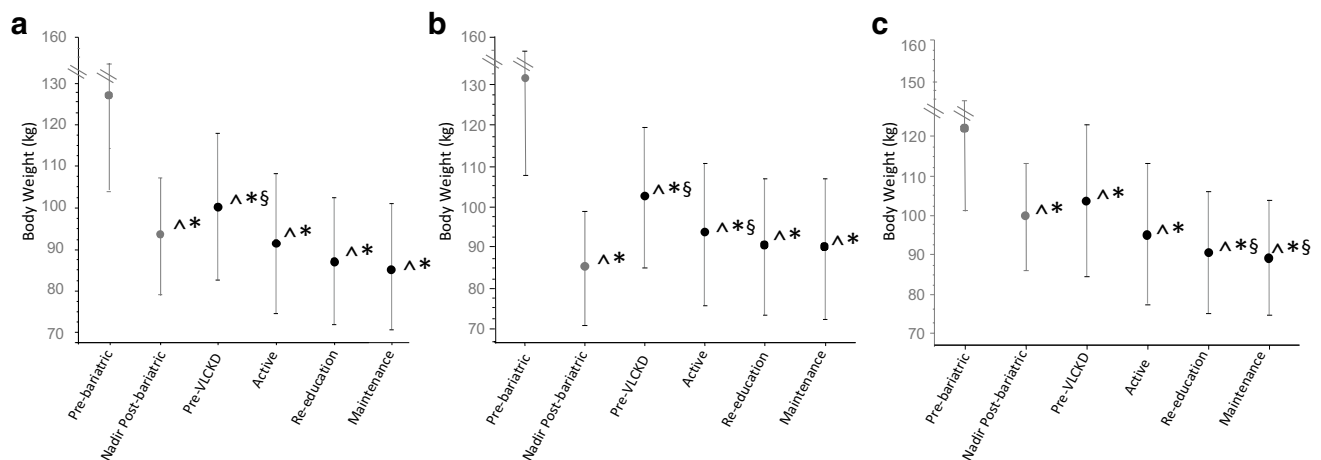 a
160
130
120
110
100
90
80
70
Body Weight (kg)
^*
^*§
^*
^*
^*
Pre-bariatric
Nadir Post-bariatric
Pre-VLCKD
Active
Re-education
Maintenance
b
160
130
120
110
100
90
80
70
Body Weight (kg)
^*
^*§
^*§
^*
^*
Pre-bariatric
Nadir Post-bariatric
Pre-VLCKD
Active
Re-education
Maintenance
c
160
150
120
110
100
90
80
70
Body Weight (kg)
^*
^*
^*
^*§
^*§
Pre-bariatric
Nadir Post-bariatric
Pre-VLCKD
Active
Re-education
Maintenance